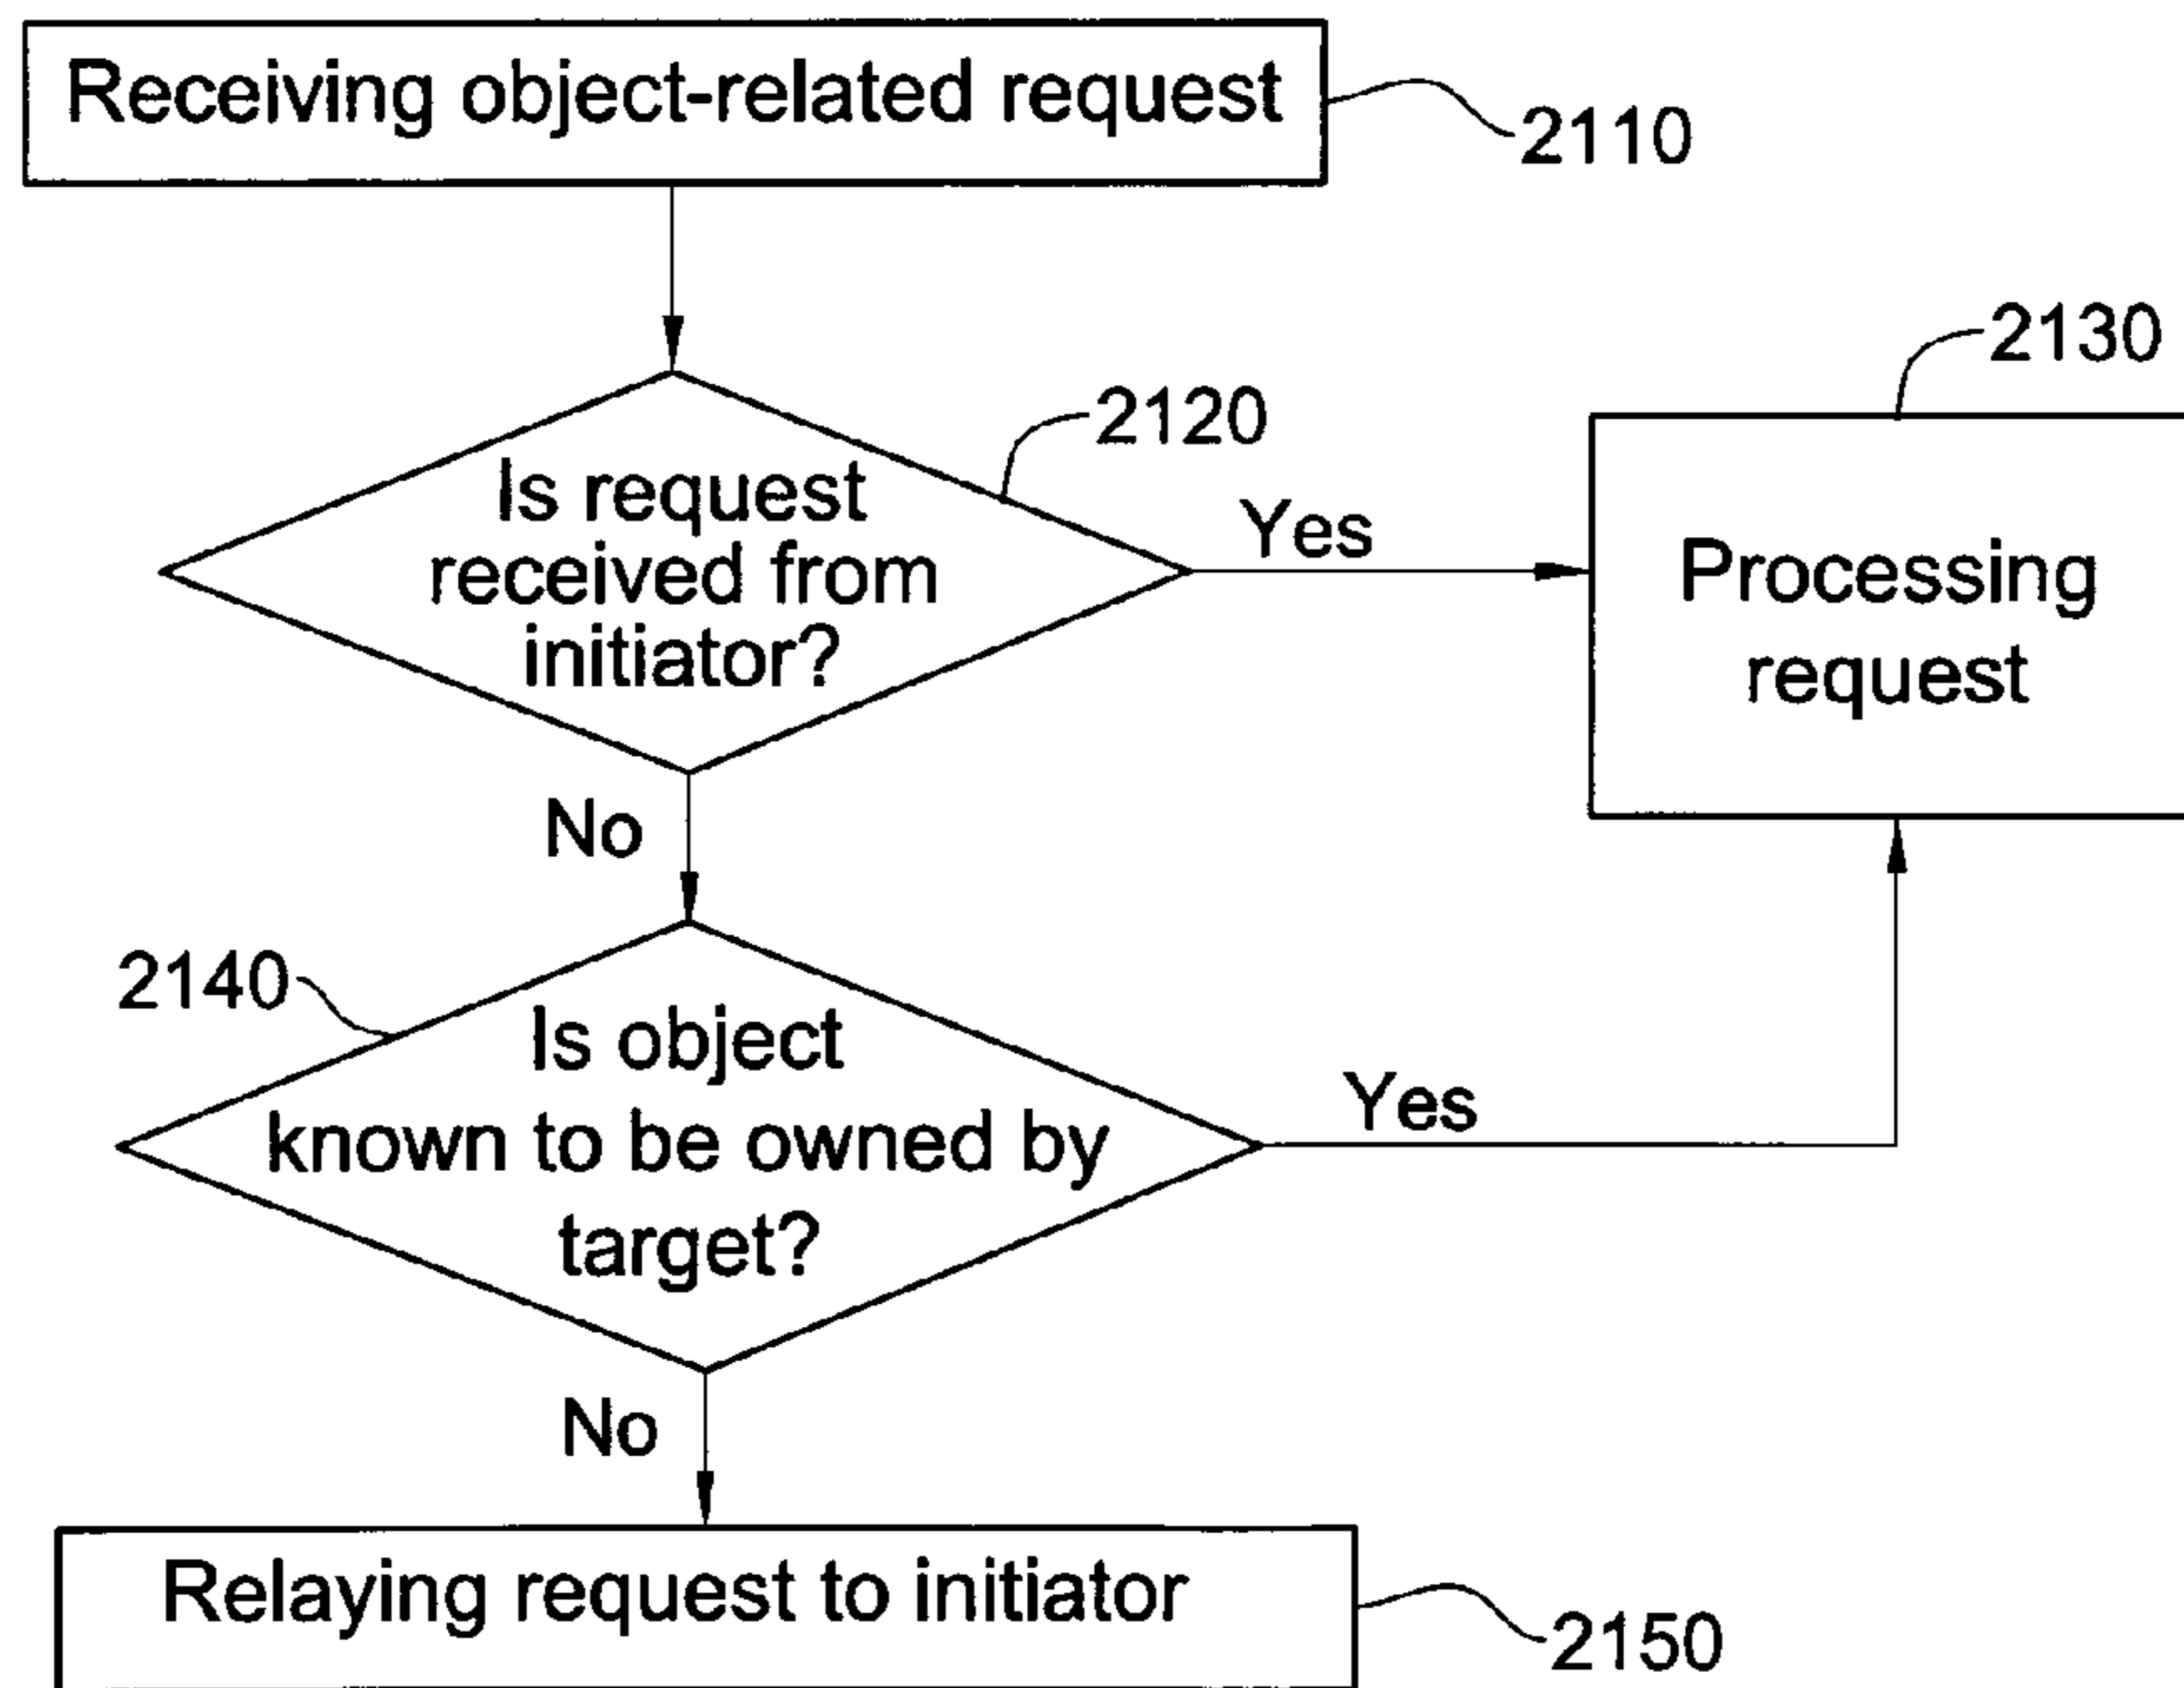 Receiving object-related request
2110
2130
2120
Is request
received from
initiator?
Yes
Processing
request
No
2140
Is object
known to be owned by
target?
Yes
No
Relaying request to initiator
2150